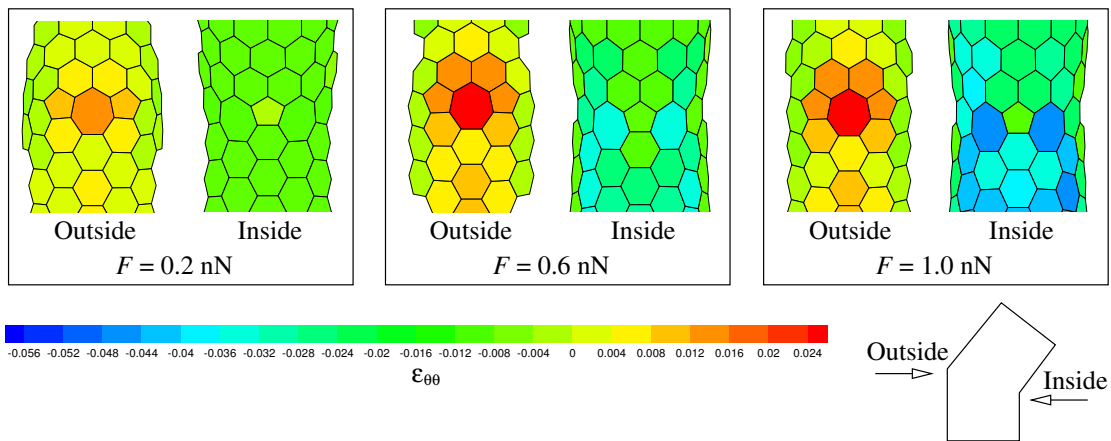 Outside Inside
F = 0.2 nN
Outside Inside
F = 0.6 nN
Outside Inside
F = 1.0 nN
-0.056 -0.052 -0.048 -0.044 -0.04 -0.036 -0.032 -0.028 -0.024 -0.02 -0.016 -0.012 -0.008 -0.004 0 0.004 0.008 0.012 0.016 0.02 0.024
εθθ
Outside
Inside